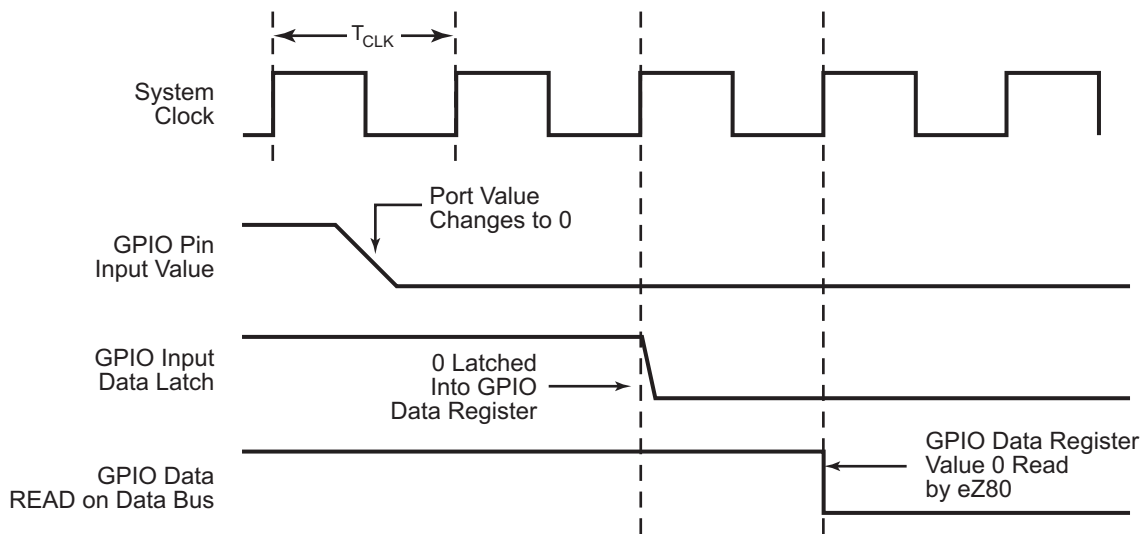 T_CLK
System
Clock
Port Value
Changes to 0
GPIO Pin
Input Value
GPIO Input
Data Latch
0 Latched
Into GPIO
Data Register
GPIO Data
READ on Data Bus
GPIO Data Register
Value 0 Read
by eZ80